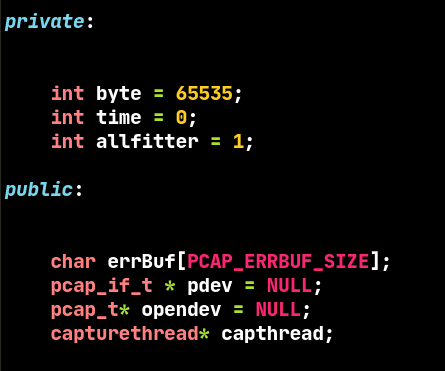 private:
int byte = 65535;
int time = 0;
int allfitter = 1;
public:
char errBuf[PCAP_ERRBUF_SIZE];
pcap_if_t * pdev = NULL;
pcap_t* opendev = NULL;
capturethread* capthread;